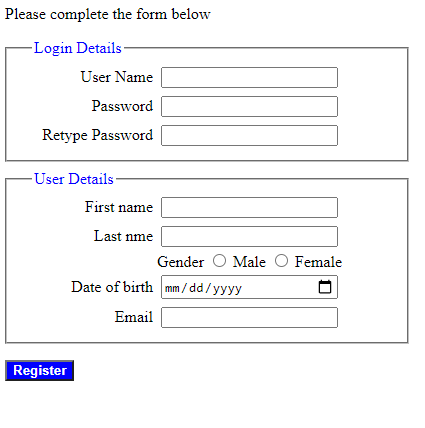 Please complete the form below
Login Details
User Name
Password
Retype Password
User Details
First name
Last nme
Gender Male Female
Date of birth mm/dd/yyyy
Email
Register